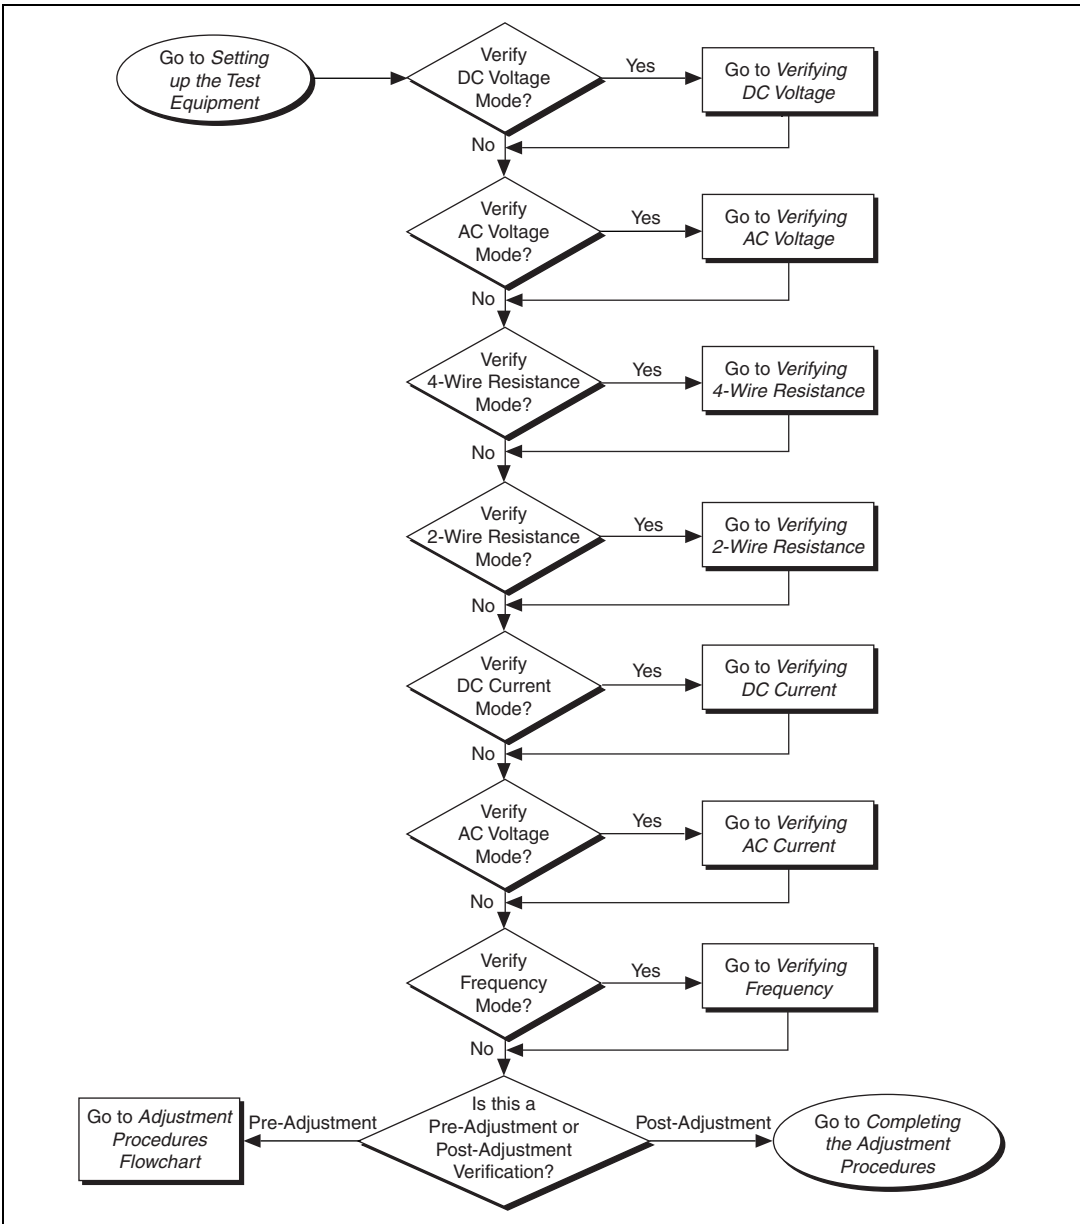 Go to Setting
up the Test
Equipment
Verify
DC Voltage
Mode?
Yes
Go to Verifying
DC Voltage
No
Verify
AC Voltage
Mode?
Yes
Go to Verifying
AC Voltage
No
Verify
4-Wire Resistance
Mode?
Yes
Go to Verifying
4-Wire Resistance
No
Verify
2-Wire Resistance
Mode?
Yes
Go to Verifying
2-Wire Resistance
No
Verify
DC Current
Mode?
Yes
Go to Verifying
DC Current
No
Verify
AC Voltage
Mode?
Yes
Go to Verifying
AC Current
No
Verify
Frequency
Mode?
Yes
Go to Verifying
Frequency
No
Go to Adjustment
Procedures
Flowchart
Pre-Adjustment
Is this a
Pre-Adjustment or
Post-Adjustment
Verification?
Post-Adjustment
Go to Completing
the Adjustment
Procedures